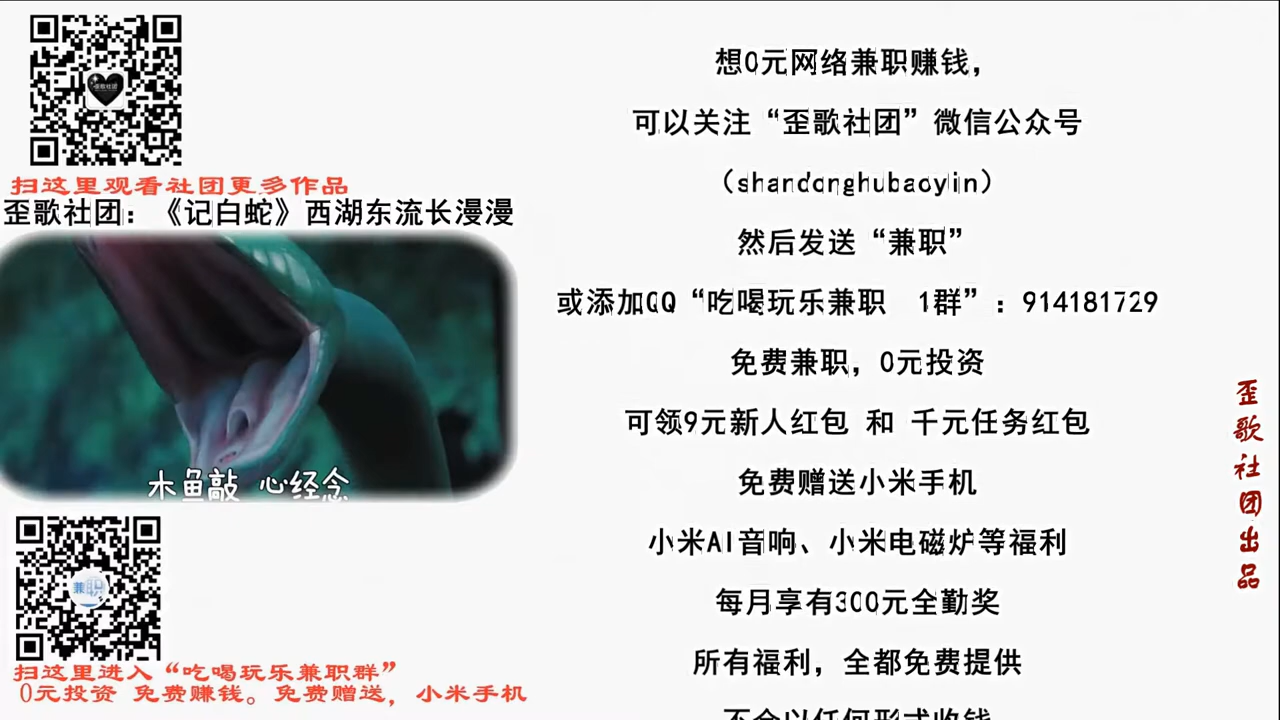 扫这里观看社团更多作品
歪歌社团：《记白蛇》西湖东流长漫漫
木鱼敲 心经念
扫这里进入“吃喝玩乐兼职群”
0元投资 免费赚钱。免费赠送，小米手机
想0元网络兼职赚钱，
可以关注“歪歌社团”微信公众号
（shandonghubaoyin）
然后发送“兼职”
或添加QQ“吃喝玩乐兼职 1群”：914181729
免费兼职，0元投资
可领9元新人红包 和 千元任务红包
免费赠送小米手机
小米AI音响、小米电磁炉等福利
每月享有300元全勤奖
所有福利，全都免费提供
不会以任何形式收钱
歪歌社团出品